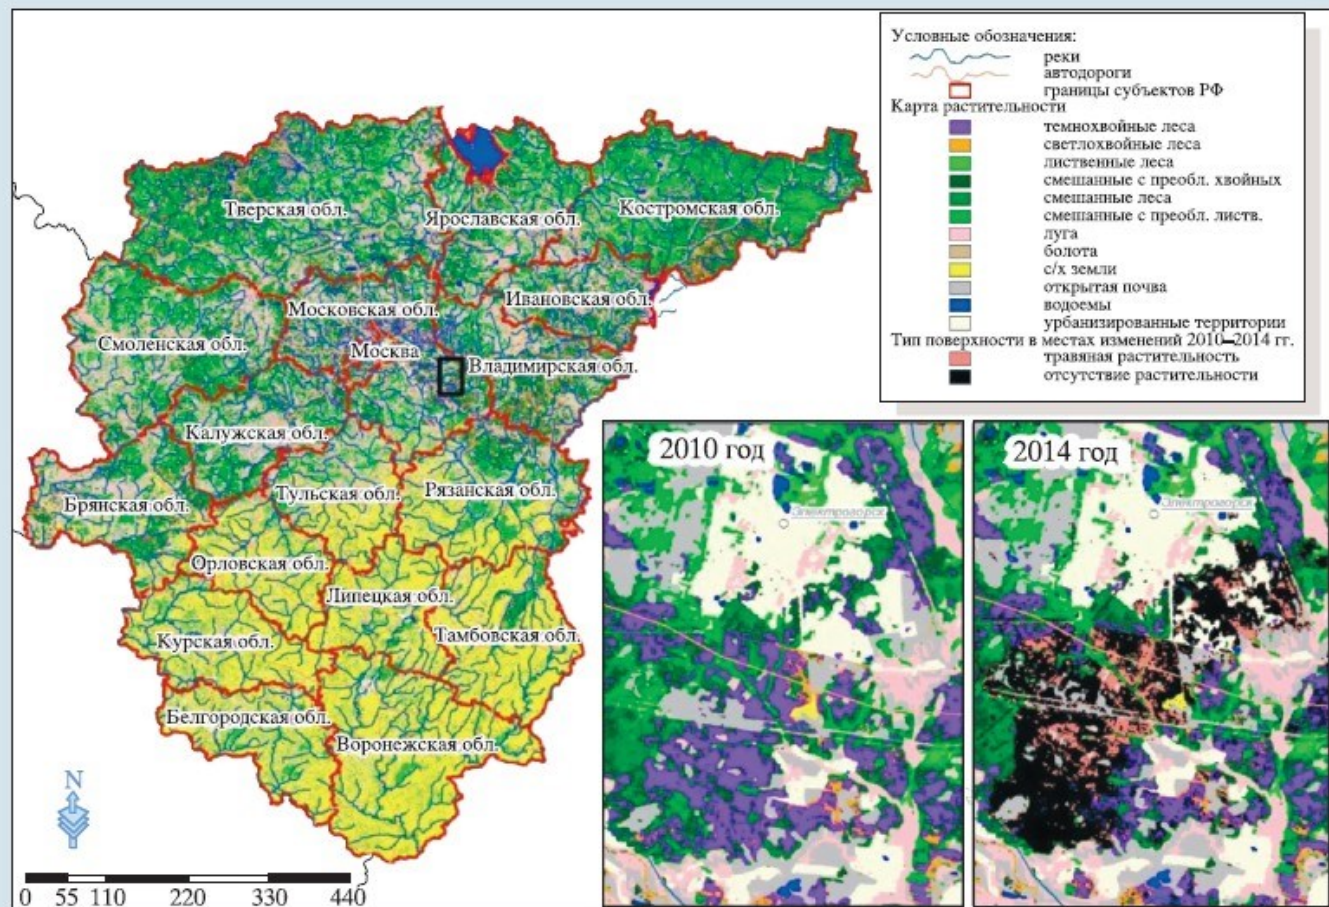 Условные обозначения:
реки
автодороги
границы субъектов РФ
Карта растительности
темнохвойные леса
светлохвойные леса
лиственные леса
смешанные с преобл. хвойных
смешанные леса
смешанные с преобл. листв.
луга
болота
с/х земли
открытая почва
водоемы
урбанизированные территории
Тип поверхности в местах изменений 2010–2014 гг.
травяная растительность
отсутствие растительности
Тверская обл.
Ярославская обл.
Костромская обл.
Ивановская обл.
Московская обл.
Смоленская обл.
Москва
Владимирская обл.
Калужская обл.
Брянская обл.
Тульская обл.
Рязанская обл.
Орловская обл.
Липецкая обл.
Курская обл.
Тамбовская обл.
Белгородская обл.
Воронежская обл.
N
0 55 110 220 330 440
2010 год
Электрогорск
2014 год
Электрогорск